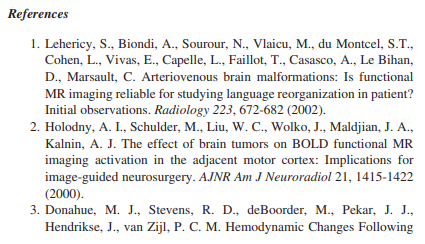 References
1. Lehericy, S., Biondi, A., Sourour, N., Vlaicu, M., du Montcel, S.T.,
Cohen, L., Vivas, E., Capelle, L., Faillot, T., Casasco, A., Le Bihan,
D., Marsault, C. Arteriovenous brain malformations: Is functional
MR imaging reliable for studying language reorganization in patient?
Initial observations. Radiology 223, 672-682 (2002).
2. Holodny, A. I., Schulder, M., Liu, W. C., Wolko, J., Maldjian, J. A.,
Kalnin, A. J. The effect of brain tumors on BOLD functional MR
imaging activation in the adjacent motor cortex: Implications for
image-guided neurosurgery. AJNR Am J Neuroradiol 21, 1415-1422
(2000).
3. Donahue, M. J., Stevens, R. D., deBoorder, M., Pekar, J. J.,
Hendrikse, J., van Zijl, P. C. M. Hemodynamic Changes Following